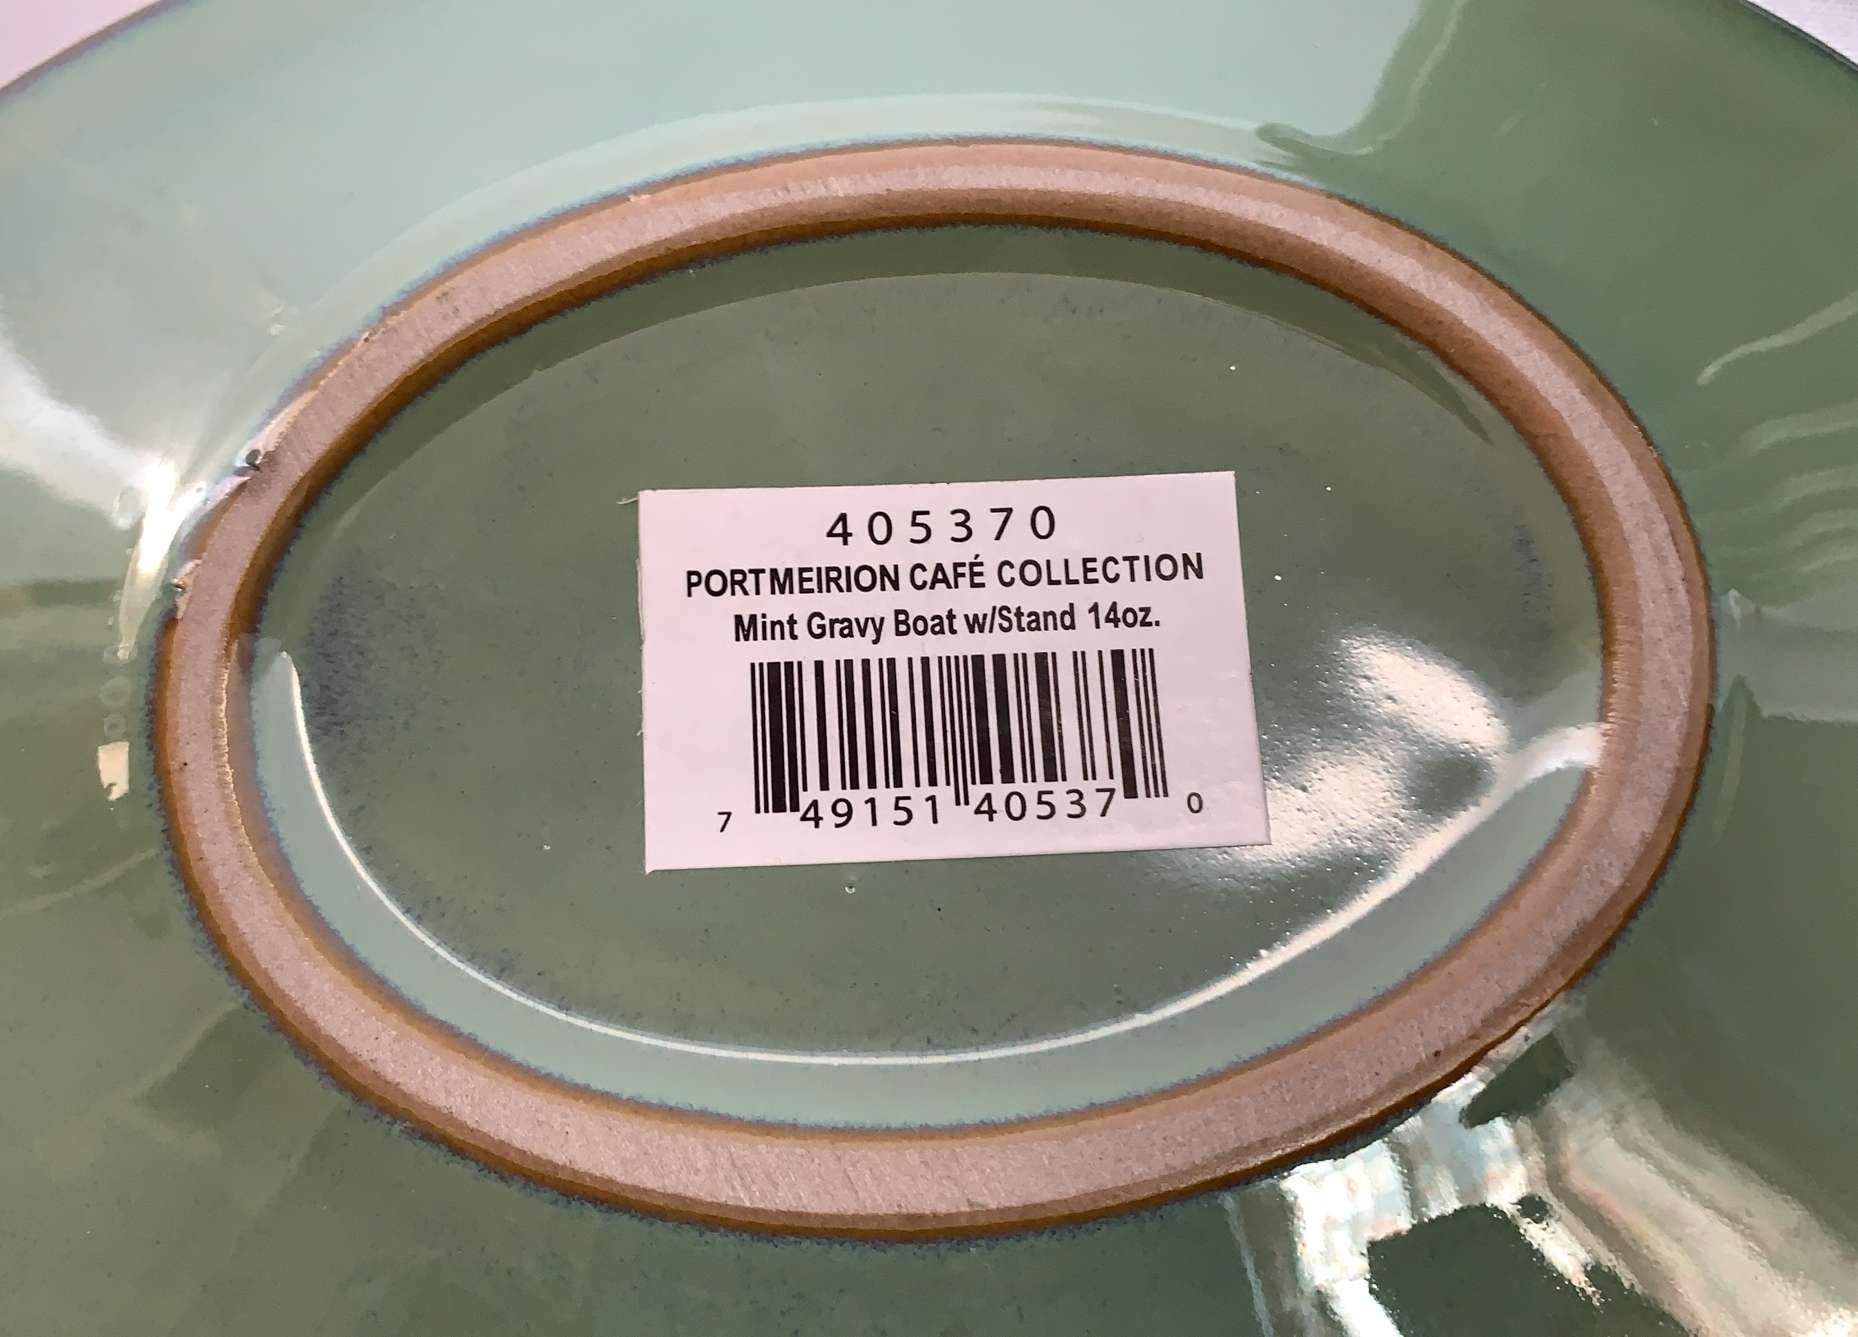 405370
PORTMEIRION CAFÉ COLLECTION
Mint Gravy Boat w/Stand 14oz.
7 49151 40537 0